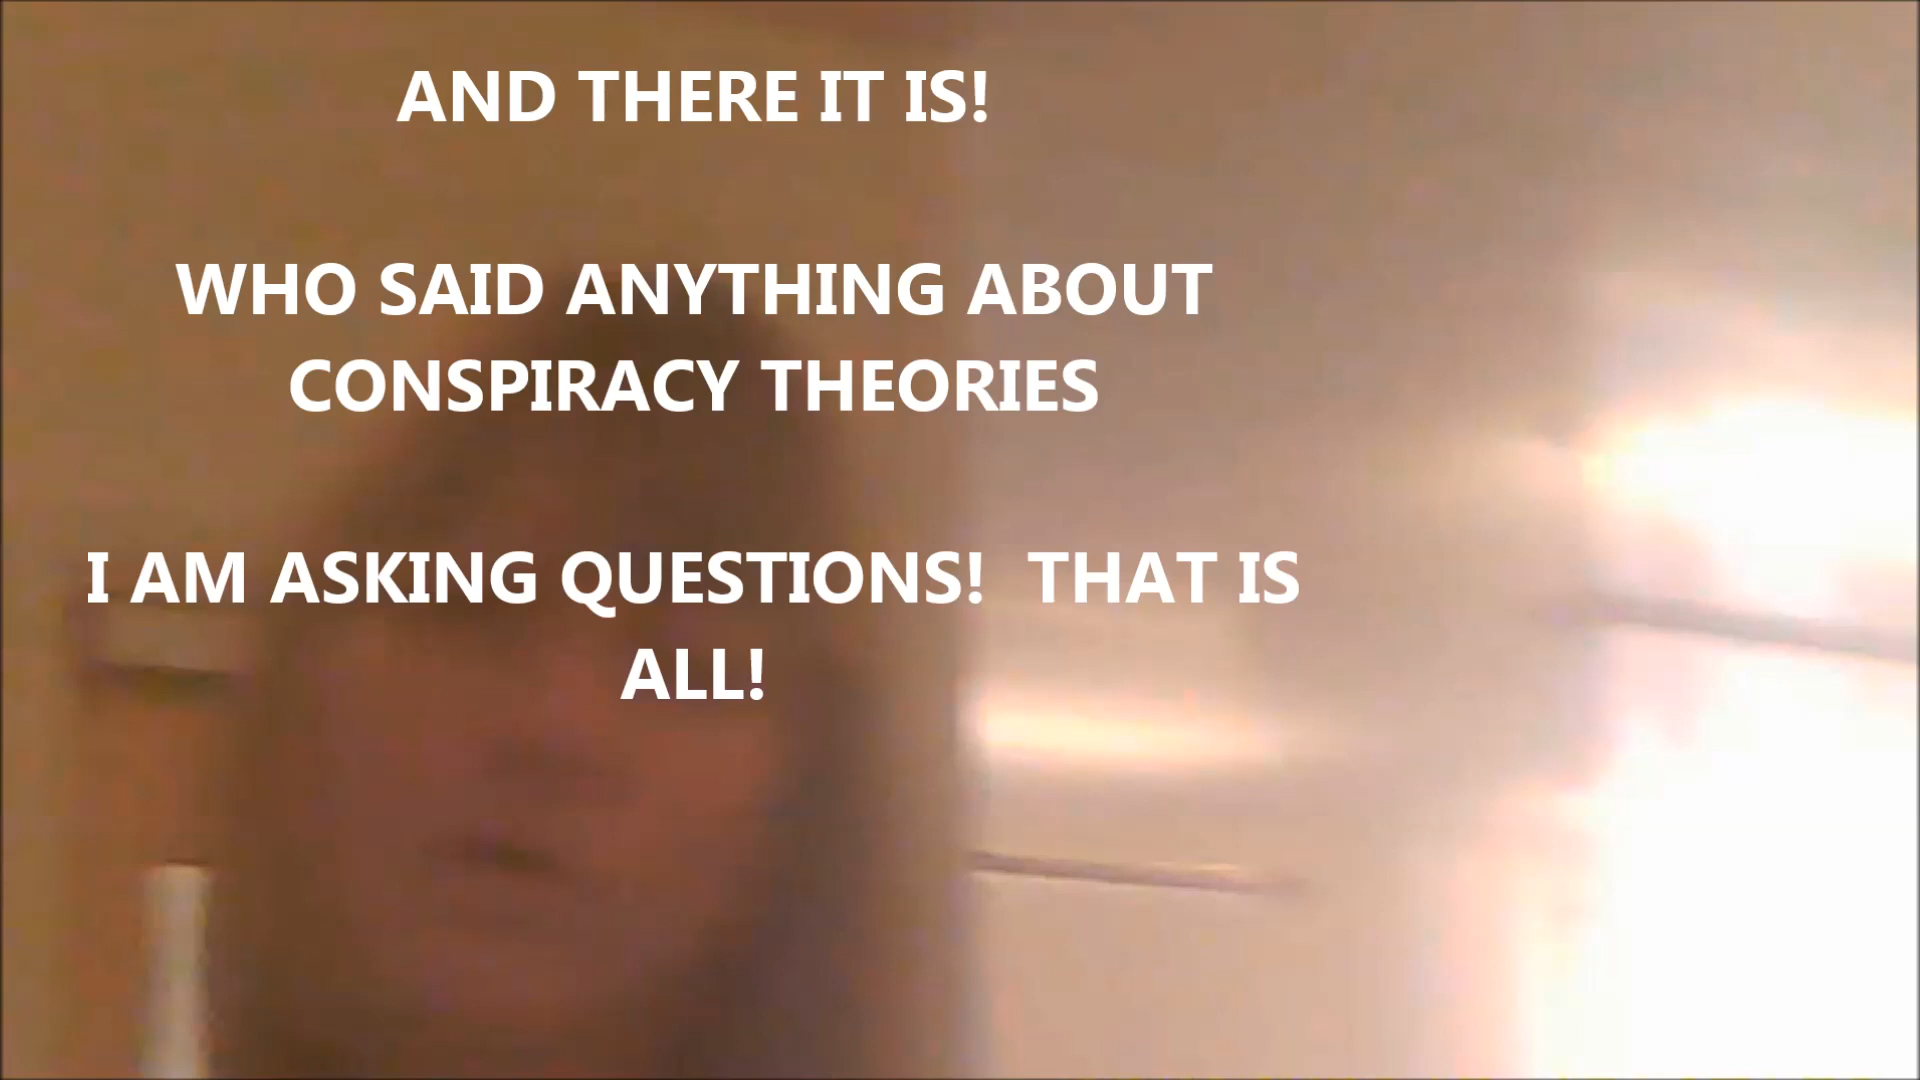 AND THERE IT IS!
WHO SAID ANYTHING ABOUT
CONSPIRACY THEORIES
I AM ASKING QUESTIONS!  THAT IS
ALL!